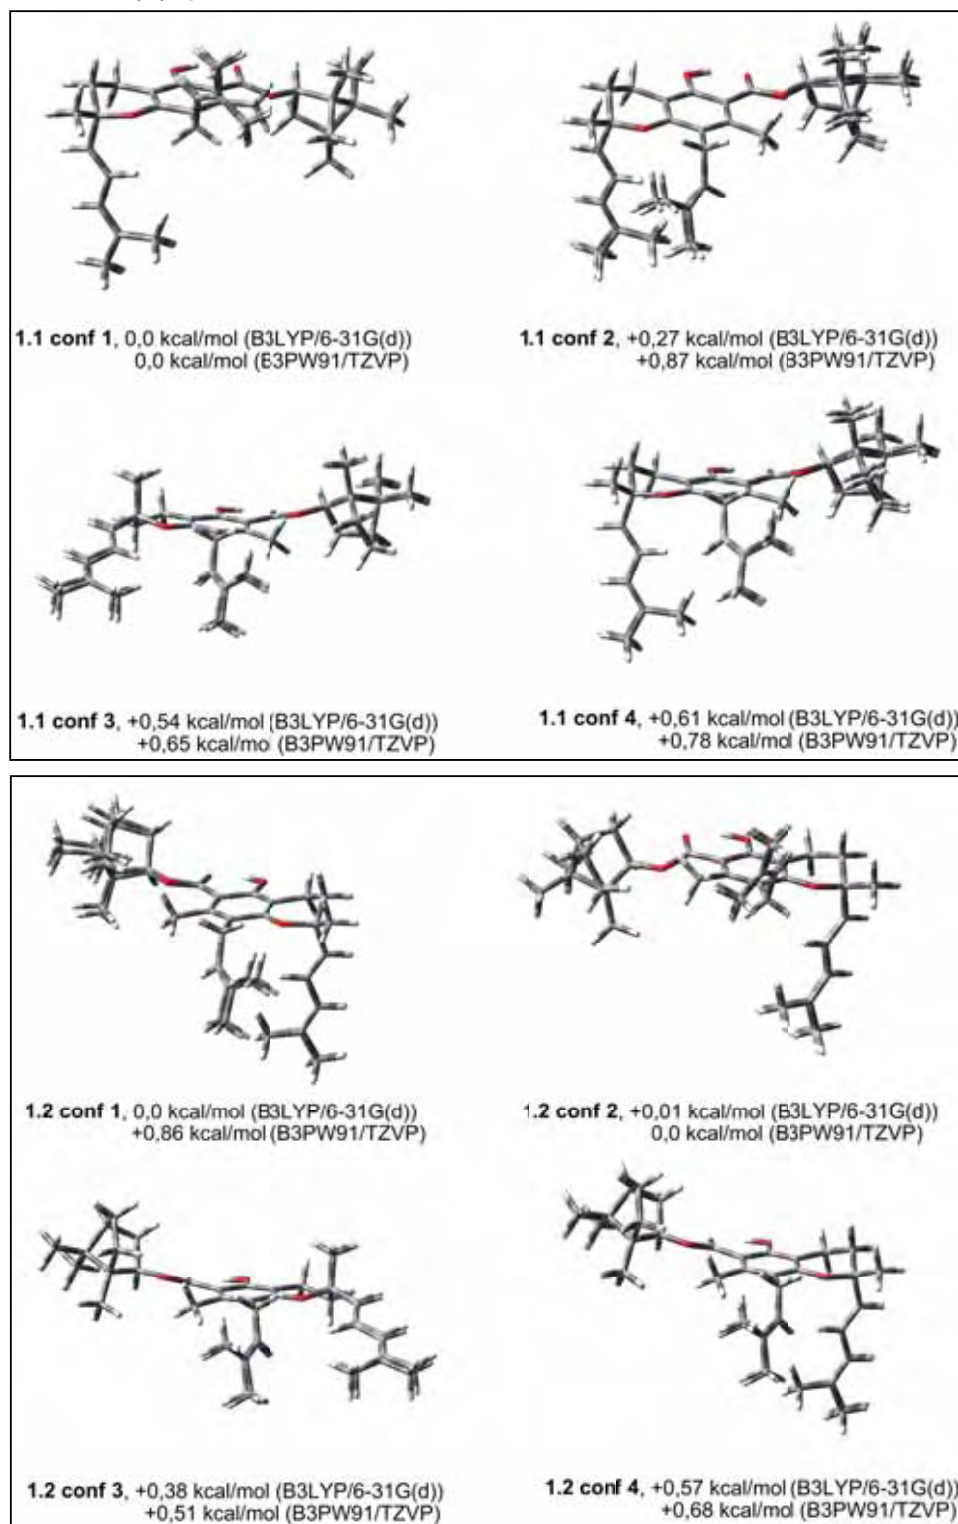 1.1 conf 1, 0,0 kcal/mol (B3LYP/6-31G(d))
0,0 kcal/mol (B3PW91/TZVP)
1.1 conf 2, +0,27 kcal/mol (B3LYP/6-31G(d))
+0,87 kcal/mol (B3PW91/TZVP)
1.1 conf 3, +0,54 kcal/mol (B3LYP/6-31G(d))
+0,65 kcal/mol (B3PW91/TZVP)
1.1 conf 4, +0,61 kcal/mol (B3LYP/6-31G(d))
+0,78 kcal/mol (B3PW91/TZVP)
1.2 conf 1, 0,0 kcal/mol (B3LYP/6-31G(d))
+0,86 kcal/mol (B3PW91/TZVP)
1.2 conf 2, +0,01 kcal/mol (B3LYP/6-31G(d))
0,0 kcal/mol (B3PW91/TZVP)
1.2 conf 3, +0,38 kcal/mol (B3LYP/6-31G(d))
+0,51 kcal/mol (B3PW91/TZVP)
1.2 conf 4, +0,57 kcal/mol (B3LYP/6-31G(d))
+0,68 kcal/mol (B3PW91/TZVP)